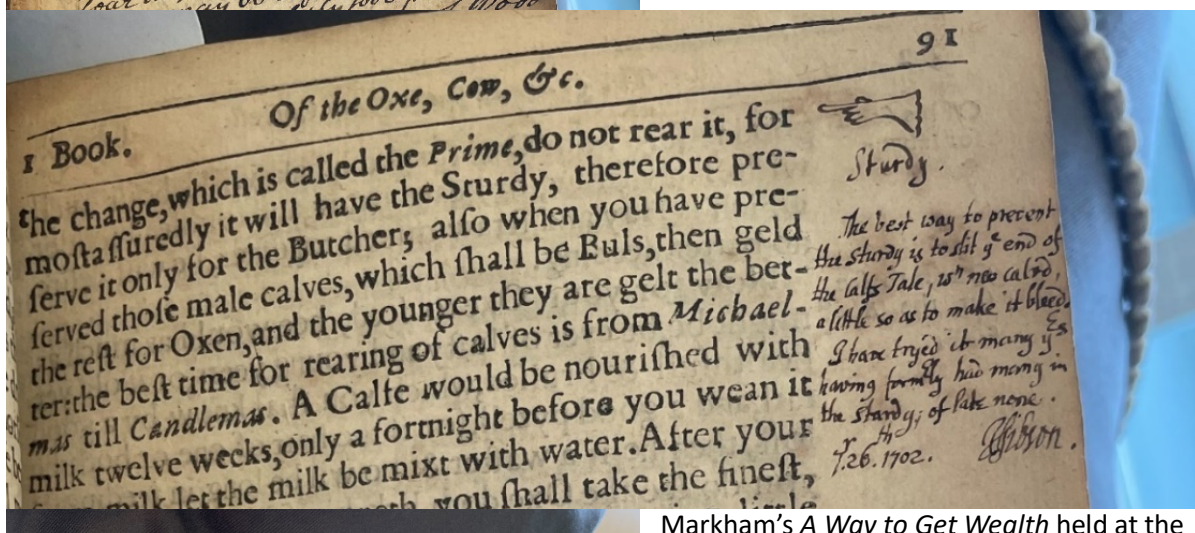 91
1 Book. Of the Oxe, Cow, &c.
the change,which is called the Prime,do not rear it, for
moſt aſſuredly it will have the Sturdy, therefore pre-
ſerve it only for the Butcher; alſo when you have pre-
ſerved thoſe male calves,which ſhall be Buls,then geld
the reſt for Oxen,and the younger they are gelt the bet-
ter:the beſt time for rearing of calves is from Michael-
mas till Candlemas. A Calfe would be nouriſhed with
milk twelve weeks,only a fortnight before you wean it
milk let the milk be mixt with water.After your
you ſhall take the fineſt,
Sturdy.
The best way to prevent
the sturdy is to slit yͤ end of
the Calfs Tale, wⁿ new calvd,
a little so as to make it bleed.
I have tryed it many yʳˢ
having formˡʸ had many in
the sturdy; of late none.
26.ᵗʰ 1702. Gibson.
Markham's A Way to Get Wealth held at the